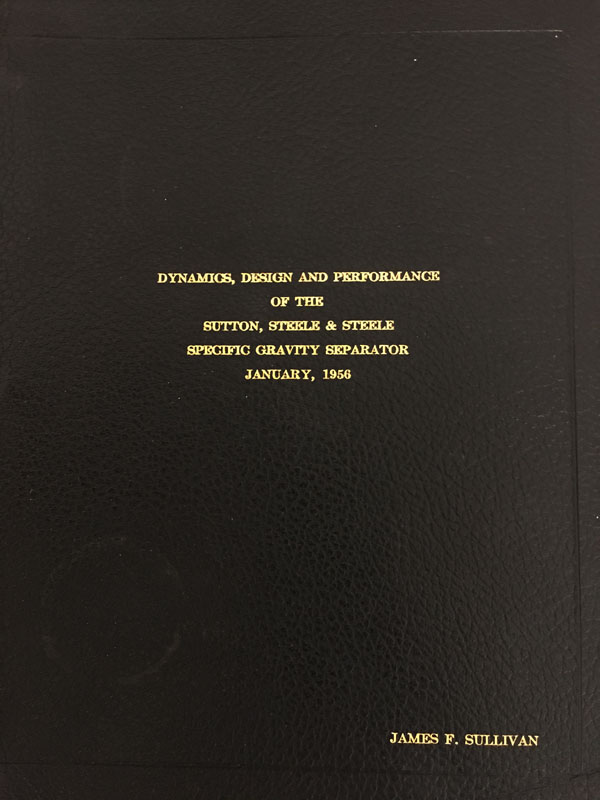 DYNAMICS, DESIGN AND PERFORMANCE
OF THE
SUTTON, STEELE & STEELE
SPECIFIC GRAVITY SEPARATOR
JANUARY, 1956
JAMES F. SULLIVAN